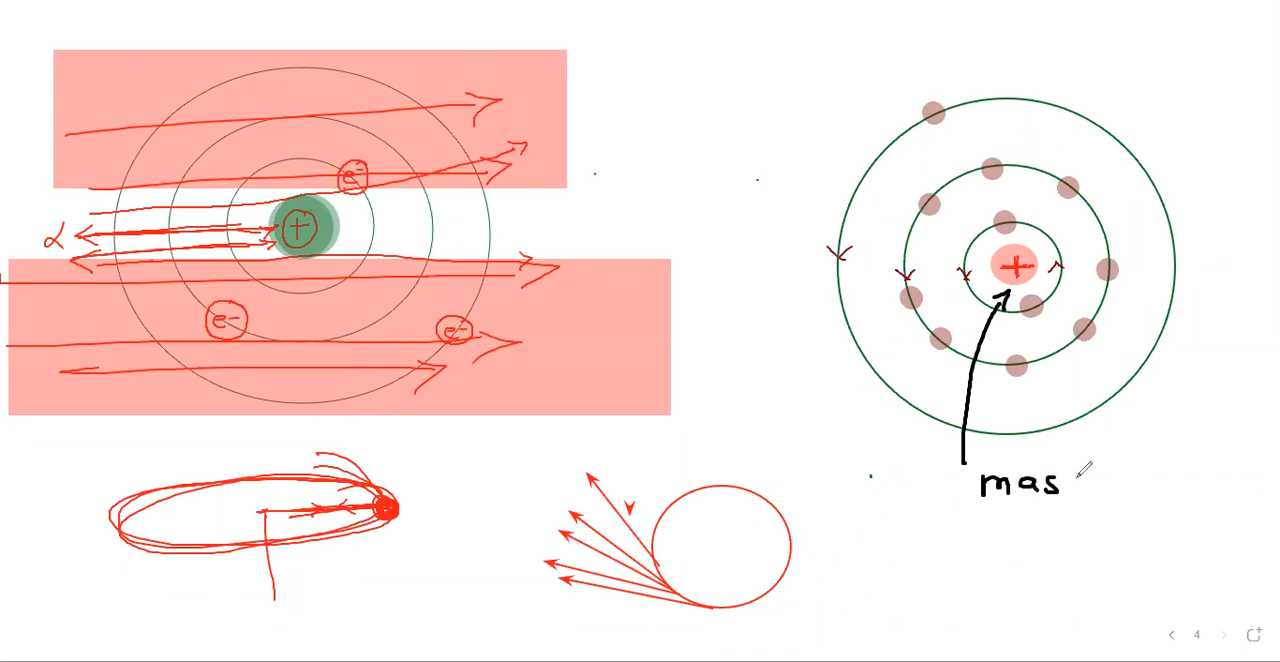 e⁻
+
α
+
e⁻
e⁻
v
mas
4